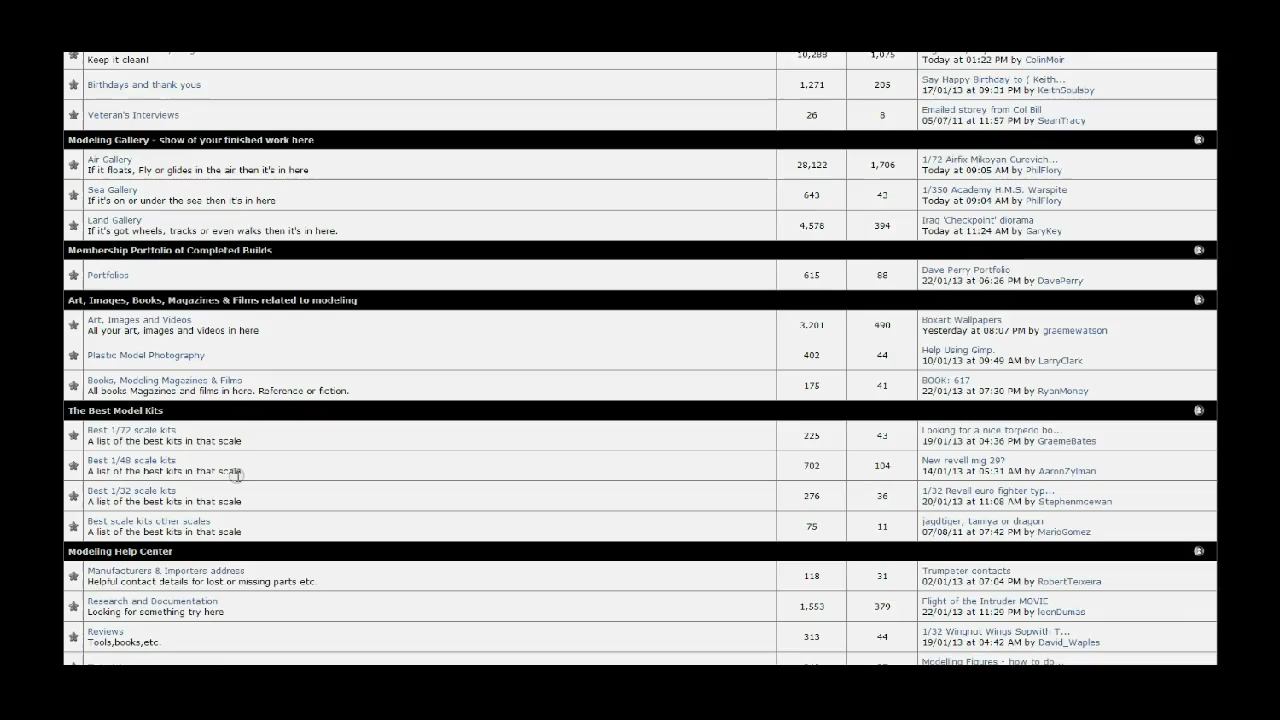 Keep it clean!
10,288 1,075
Today at 01:22 PM by ColinMoir
Birthdays and thank yous 1,271 205 Say Happy Birthday to ( Keith...
17/01/13 at 09:31 PM by KeithSoulsby
Veteran's Interviews 26 8 Emailed storey from Col Bill
05/07/11 at 11:57 PM by SeanTracy
Modeling Gallery - show of your finished work here
Air Gallery 28,122 1,706 1/72 Airfix Mikoyan Gurevich...
If it floats, Fly or glides in the air then it's in here Today at 09:05 AM by PhilFlory
Sea Gallery 643 43 1/350 Academy H.M.S. Warspite
If it's on or under the sea then it's in here Today at 09:04 AM by PhilFlory
Land Gallery 4,578 394 Iraq 'Checkpoint' diorama
If it's got wheels, tracks or even walks then it's in here. Today at 11:24 AM by GaryKey
Membership Portfolio of Completed Builds
Portfolios 615 88 Dave Perry Portfolio
22/01/13 at 06:26 PM by DavePerry
Art, Images, Books, Magazines & Films related to modeling
Art, Images and Videos 3,201 490 Boxart Wallpapers
All your art, images and videos in here Yesterday at 08:07 PM by graemewatson
Plastic Model Photography 402 44 Help Using Gimp.
10/01/13 at 09:49 AM by LarryClark
Books, Modeling Magazines & Films 175 41 BOOK: 617
All books Magazines and films in here. Reference or fiction. 22/01/13 at 07:30 PM by RyonMoney
The Best Model Kits
Best 1/72 scale kits 225 43 Looking for a nice torpedo bo...
A list of the best kits in that scale 19/01/13 at 04:36 PM by GraemeBates
Best 1/48 scale kits 702 104 New revell mig 29?
A list of the best kits in that scale 14/01/13 at 05:31 AM by AaronZylman
Best 1/32 scale kits 276 36 1/32 Revell euro fighter typ...
A list of the best kits in that scale 20/01/13 at 11:08 AM by Stephenmcewan
Best scale kits other scales 75 11 jagdtiger, tamiya or dragon
A list of the best kits in that scale 07/08/11 at 07:42 PM by MarioGomez
Modeling Help Center
Manufacturers & Importers address 118 31 Trumpeter contacts
Helpful contact details for lost or missing parts etc. 02/01/13 at 07:04 PM by RobertTeixeira
Research and Documentation 1,553 379 Flight of the Intruder MOVIE
Looking for something try here 22/01/13 at 11:29 PM by leonDumas
Reviews 313 44 1/32 Wingnut Wings Sopwith T...
Tools,books,etc. 19/01/13 at 04:42 AM by David_Waples
Modelling Figures - how to do...